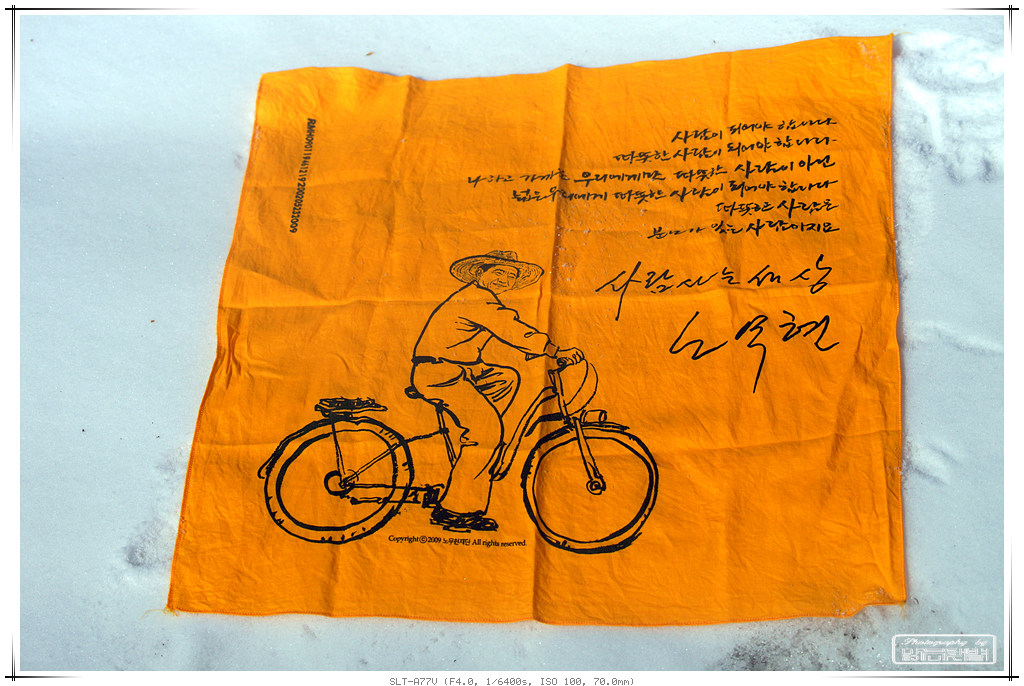 사람이 되어야 합니다
따뜻한 사람이 되어야 합니다
나하고 가까운 우리에게만 따뜻한 사람이 아닌
넓은 우리에게 따뜻한 사람이 되어야 합니다
따뜻한 사람은
분노가 있는 사람이지요
사람사는 세상
노무현
RMH090119461219200205232009
Copyrightⓒ2009 노무현재단 All rights reserved.
Photography by
SLT-A77V (F4.0, 1/6400s, ISO 100, 70.0mm)